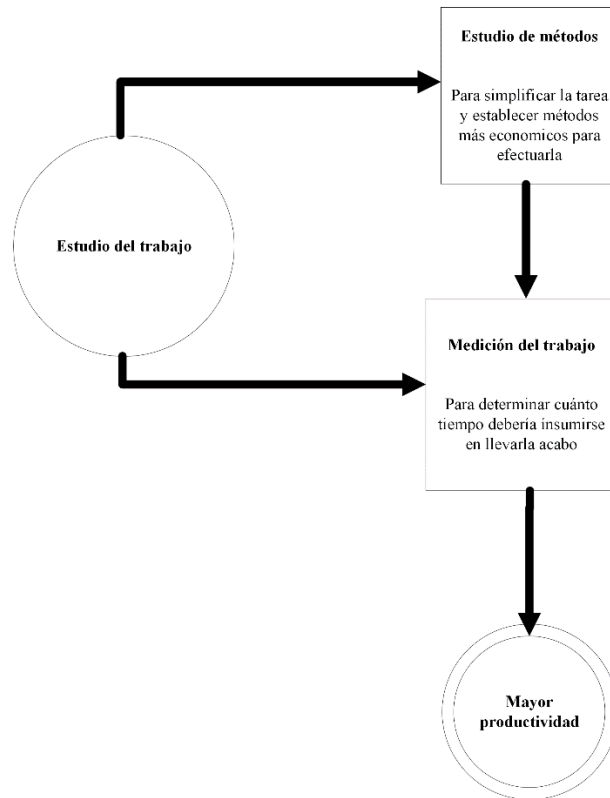 Estudio de métodos
Para simplificar la tarea
y establecer métodos
más economicos para
efectuarla
Estudio del trabajo
Medición del trabajo
Para determinar cuánto
tiempo debería insumirse
en llevarla acabo
Mayor
productividad